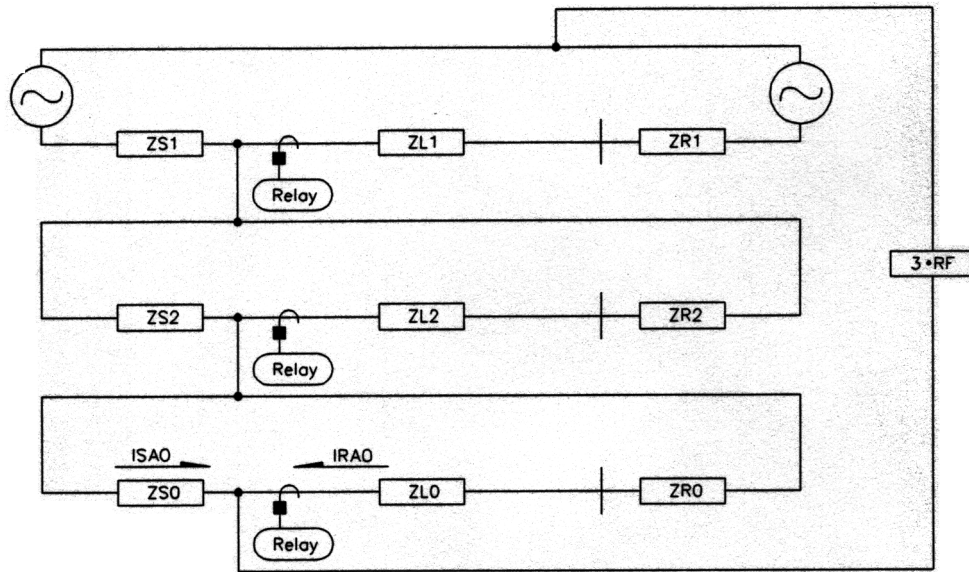 ZS1
ZL1
ZR1
Relay
3•RF
ZS2
ZL2
ZR2
Relay
ISA0
IRA0
ZS0
ZL0
ZR0
Relay